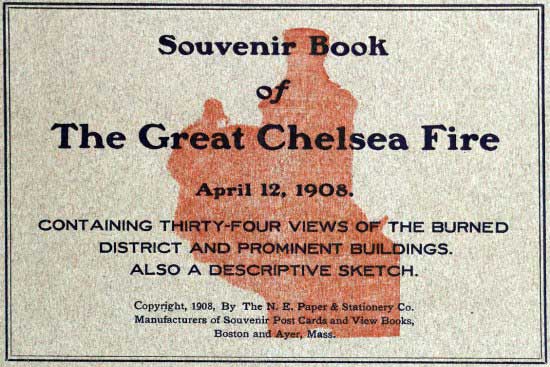 Souvenir Book
of
The Great Chelsea Fire
April 12, 1908.
CONTAINING THIRTY-FOUR VIEWS OF THE BURNED
DISTRICT AND PROMINENT BUILDINGS.
ALSO A DESCRIPTIVE SKETCH.
Copyright, 1908, By The N. E. Paper & Stationery Co.
Manufacturers of Souvenir Post Cards and View Books,
Boston and Ayer, Mass.